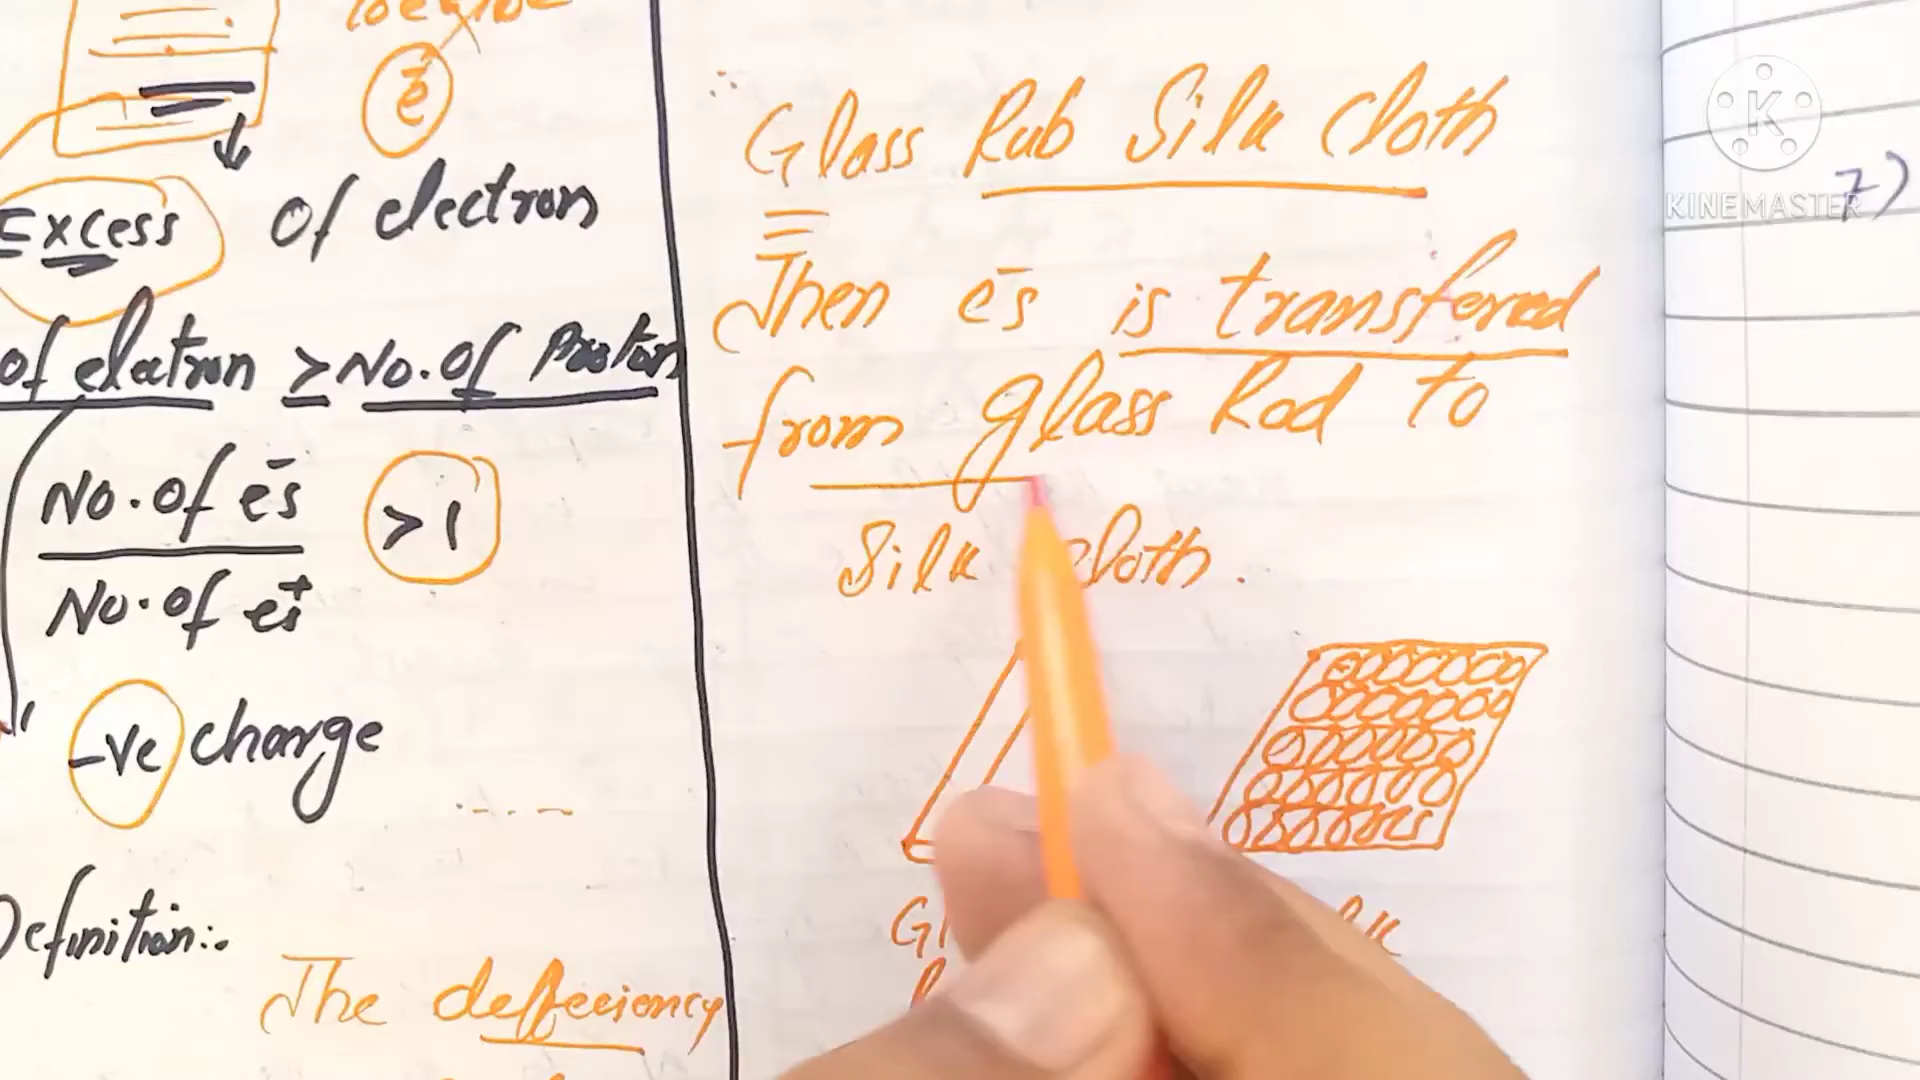 e⁻
Excess of electron
of electron > No. of Proton
No. of e⁻s > 1
No. of e⁺s
-ve charge
Definition:.
The deffeciency
Glass Rub Silk Cloth
Then e⁻s is transfered
from glass Rod to
Silk cloth.
KINEMASTER
7)